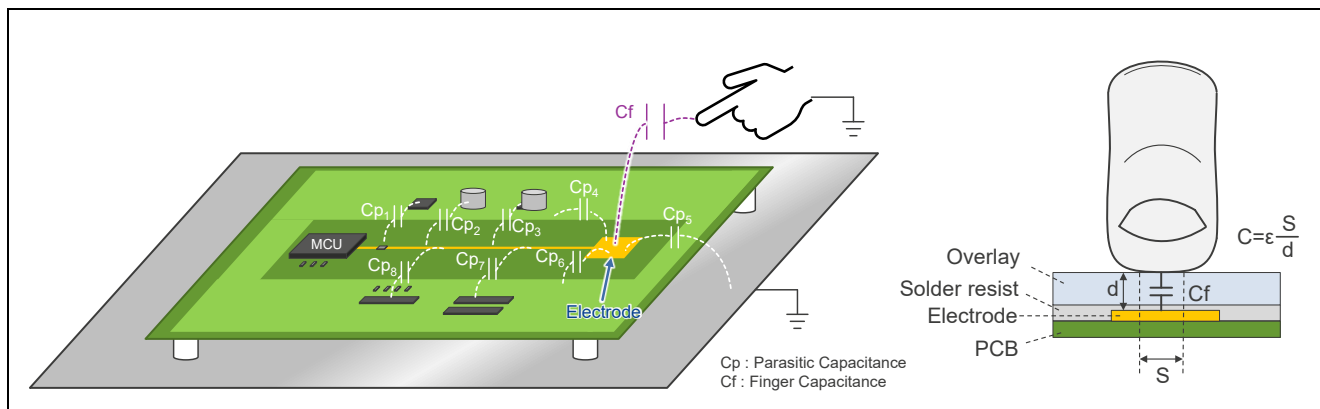 Cf
Cp1
Cp2
Cp3
Cp4
Cp5
MCU
Cp8
Cp7
Cp6
Electrode
Cp : Parasitic Capacitance
Cf : Finger Capacitance
C=ε S/d
Overlay
d
Cf
Solder resist
Electrode
PCB
S